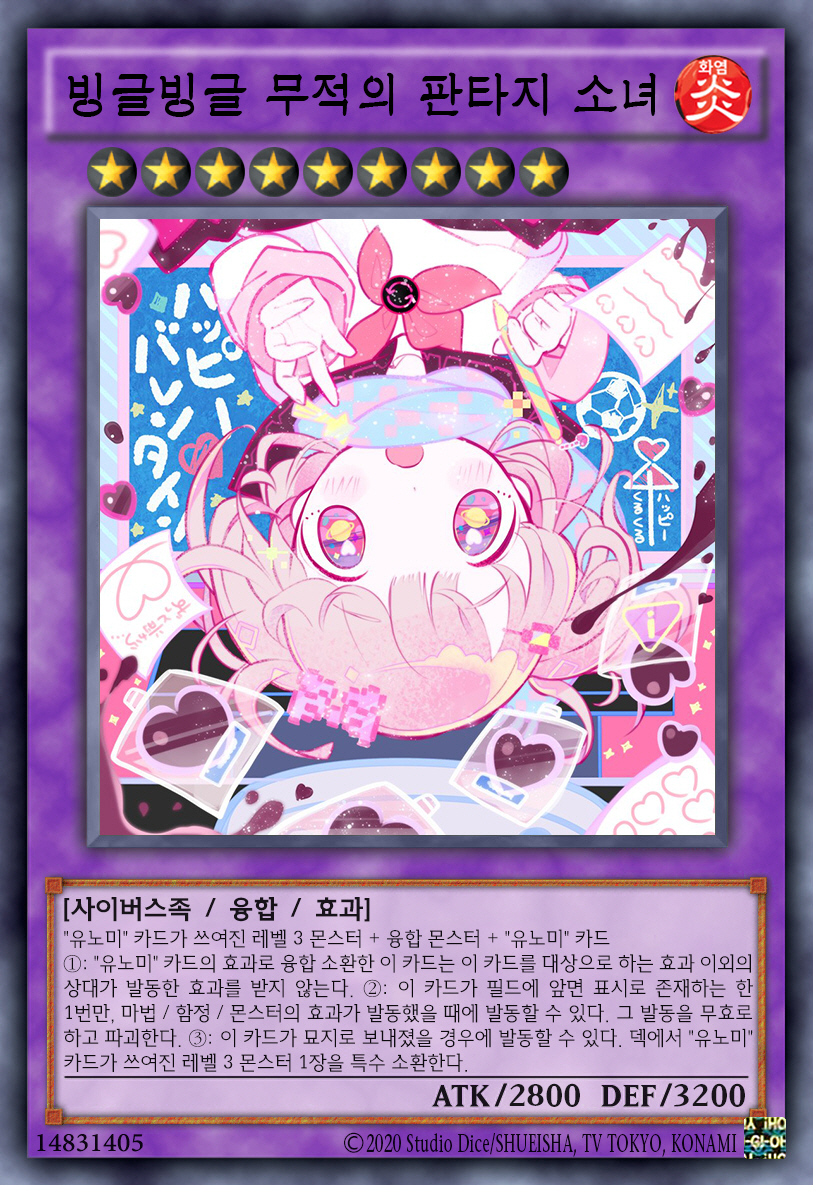 빙글빙글 무적의 판타지 소녀
화염
炎
ハッピー
バレンタイン
ハッピー
くるくる
i
[사이버스족 / 융합 / 효과]
"유노미" 카드가 쓰여진 레벨 3 몬스터 + 융합 몬스터 + "유노미" 카드
①: "유노미" 카드의 효과로 융합 소환한 이 카드는 이 카드를 대상으로 하는 효과 이외의
상대가 발동한 효과를 받지 않는다. ②: 이 카드가 필드에 앞면 표시로 존재하는 한
1번만, 마법 / 함정 / 몬스터의 효과가 발동했을 때에 발동할 수 있다. 그 발동을 무효로
하고 파괴한다. ③: 이 카드가 묘지로 보내졌을 경우에 발동할 수 있다. 덱에서 "유노미"
카드가 쓰여진 레벨 3 몬스터 1장을 특수 소환한다.
ATK/2800 DEF/3200
14831405
©2020 Studio Dice/SHUEISHA, TV TOKYO, KONAMI